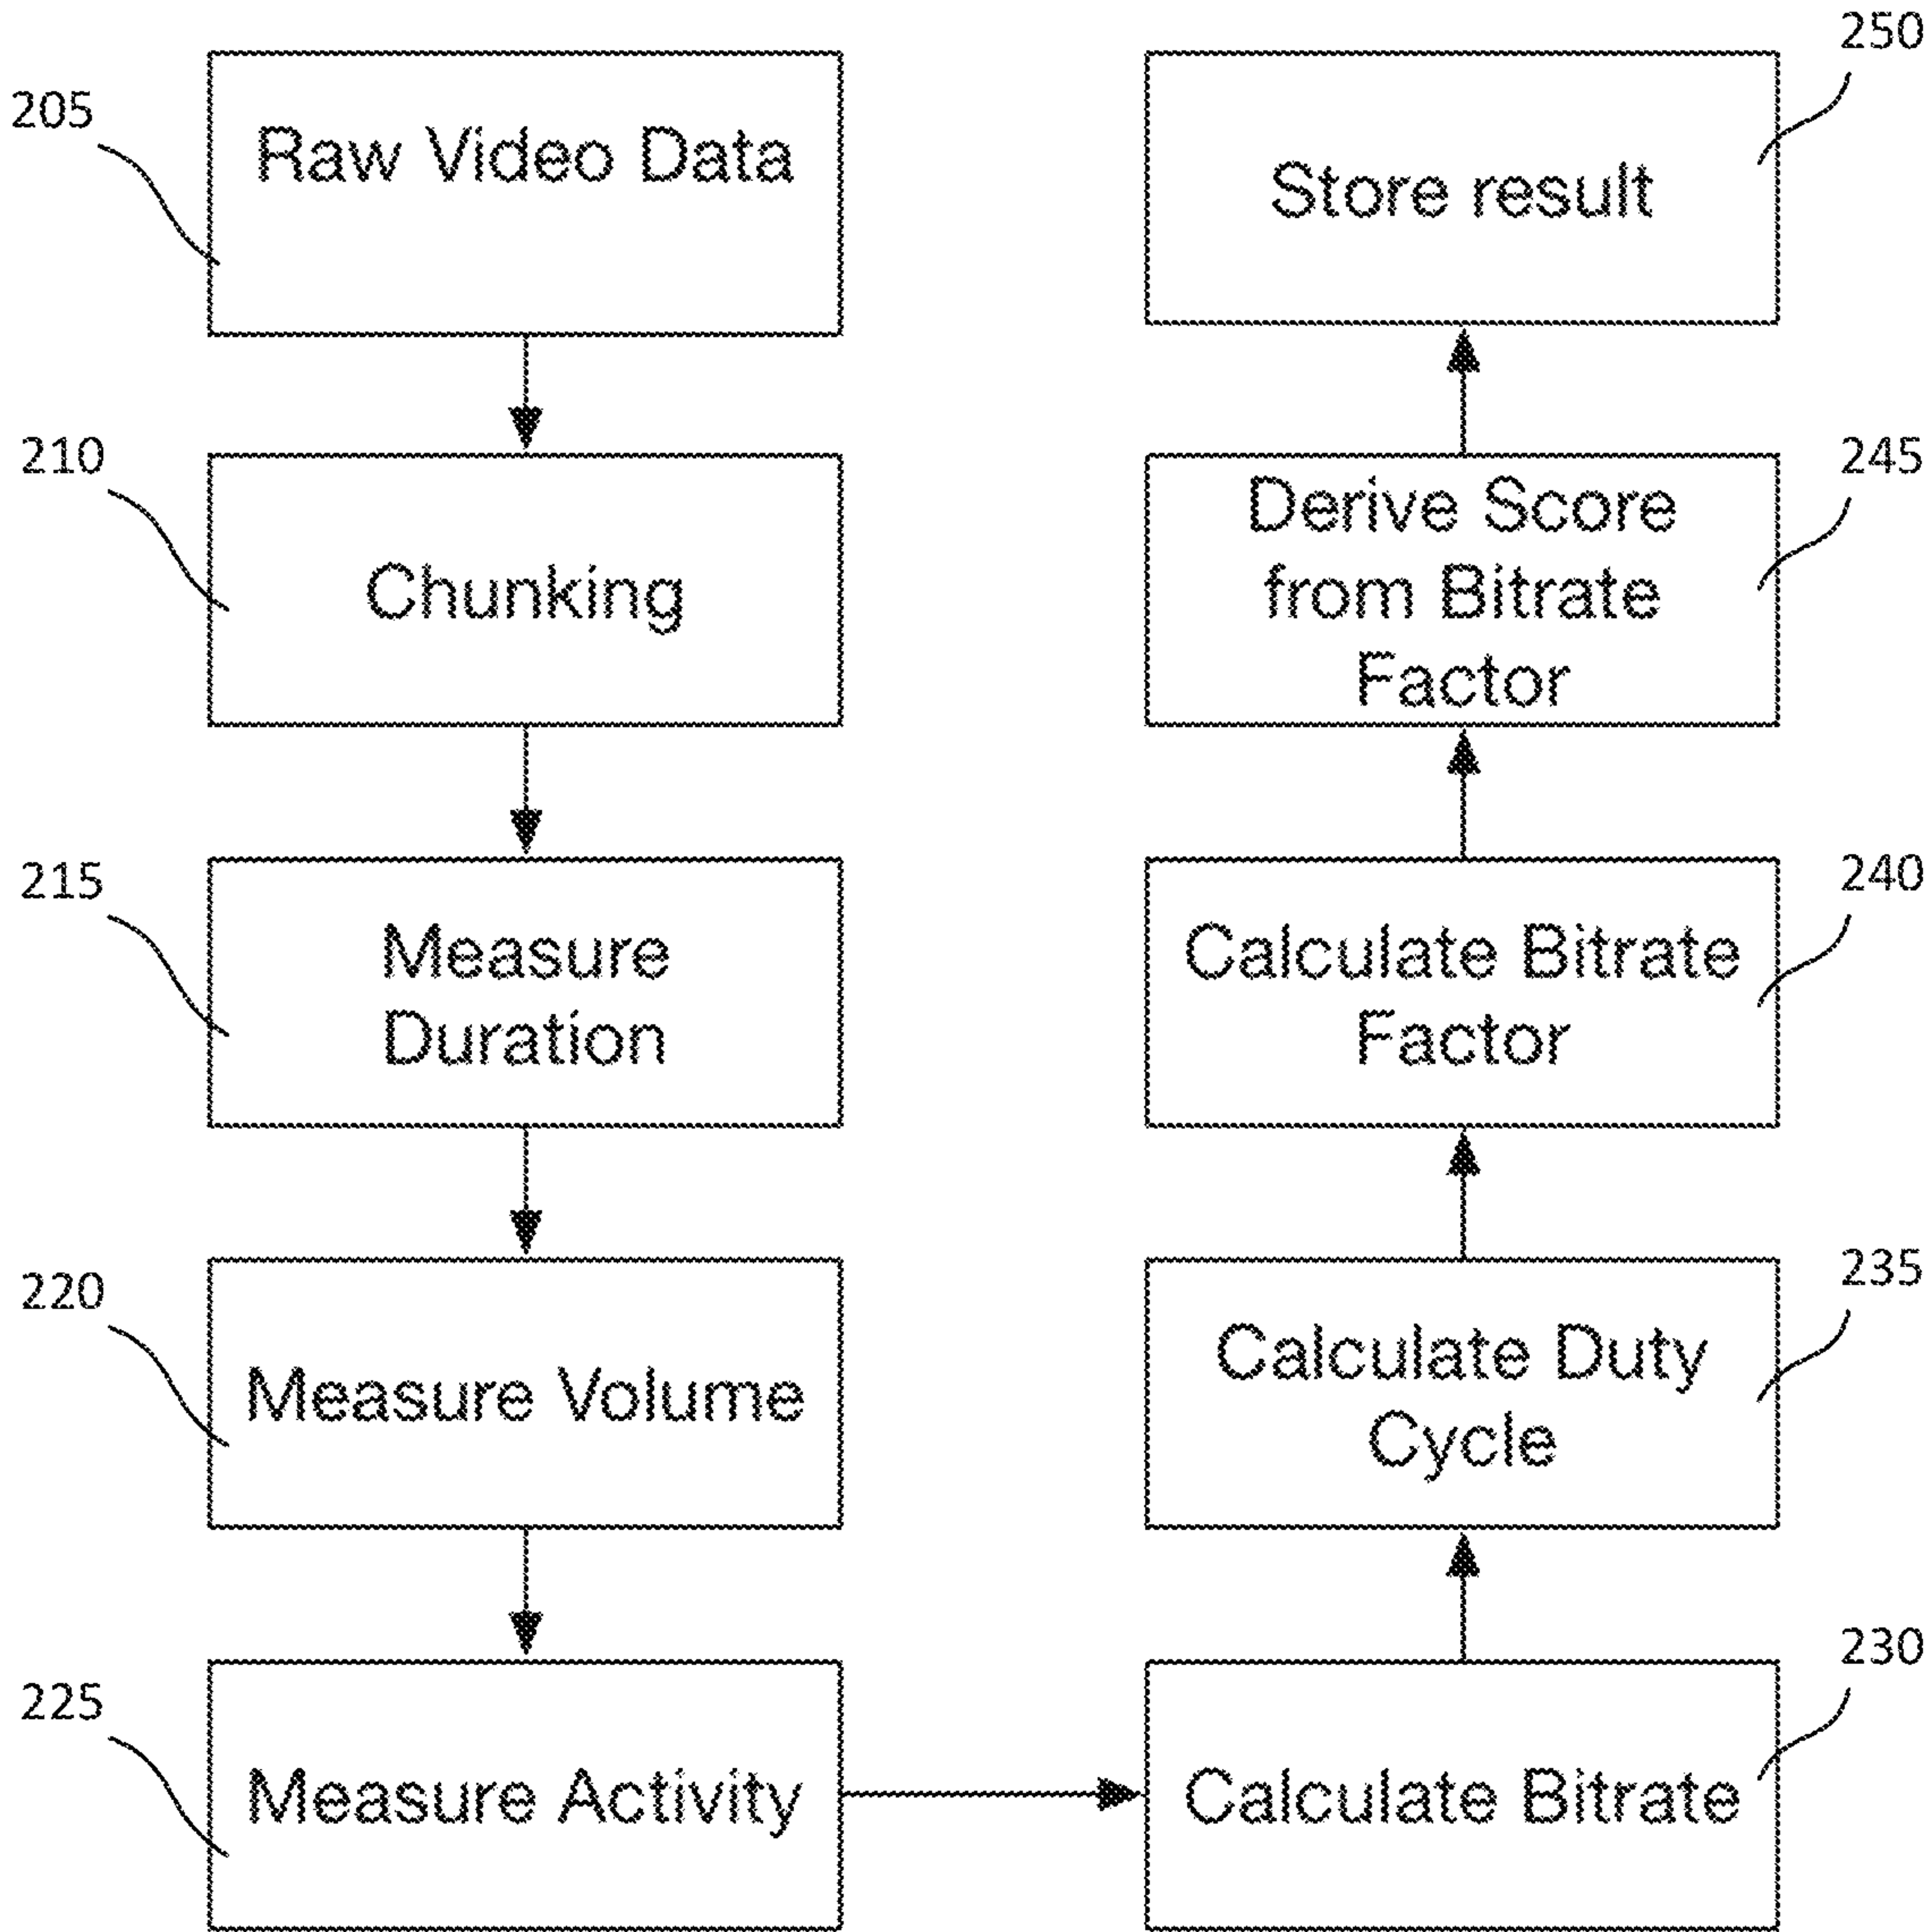 205
Raw Video Data
210
Chunking
215
Measure
Duration
220
Measure Volume
225
Measure Activity
250
Store result
245
Derive Score
from Bitrate
Factor
240
Calculate Bitrate
Factor
235
Calculate Duty
Cycle
230
Calculate Bitrate